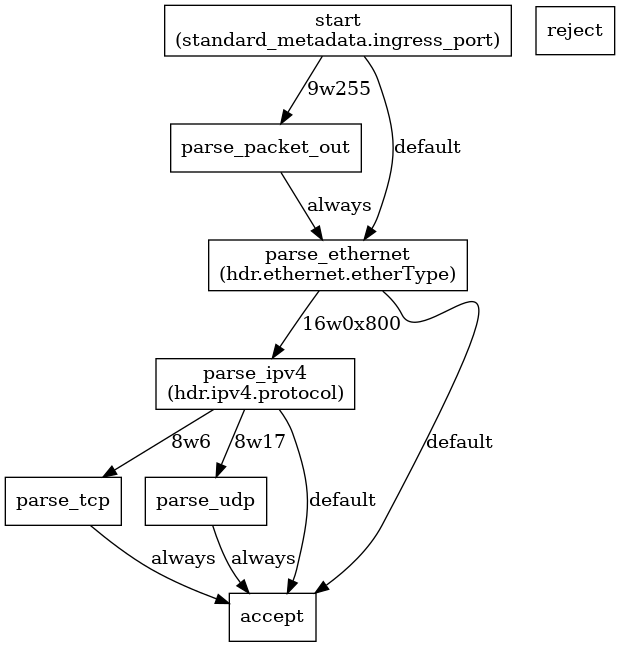 start
(standard_metadata.ingress_port)
reject
9w255
parse_packet_out
default
always
parse_ethernet
(hdr.ethernet.etherType)
16w0x800
parse_ipv4
(hdr.ipv4.protocol)
8w6
8w17
default
parse_tcp
parse_udp
default
always
always
accept